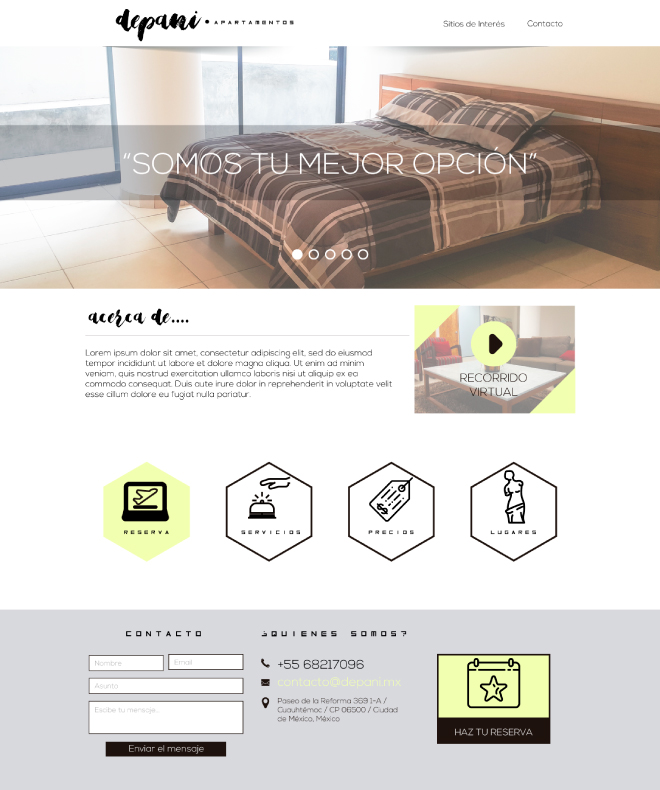 depani • APARTAMENTOS
Sitios de Interés
Contacto
“SOMOS TU MEJOR OPCIÓN”
acerca de....
Lorem ipsum dolor sit amet, consectetur adipiscing elit, sed do eiusmod
tempor incididunt ut labore et dolore magna aliqua. Ut enim ad minim
veniam, quis nostrud exercitation ullamco laboris nisi ut aliquip ex ea
commodo consequat. Duis aute irure dolor in reprehenderit in voluptate velit
esse cillum dolore eu fugiat nulla pariatur.
RECORRIDO
VIRTUAL
RESERVA
SERVICIOS
PRECIOS
LUGARES
CONTACTO
Nombre
Email
Asunto
Escibe tu mensaje...
Enviar el mensaje
¿QUIENES SOMOS?
+55 68217096
contacto@depani.mx
Paseo de la Reforma 369 1-A /
Cuauhtémoc / CP 06500 / Ciudad
de México, México
HAZ TU RESERVA